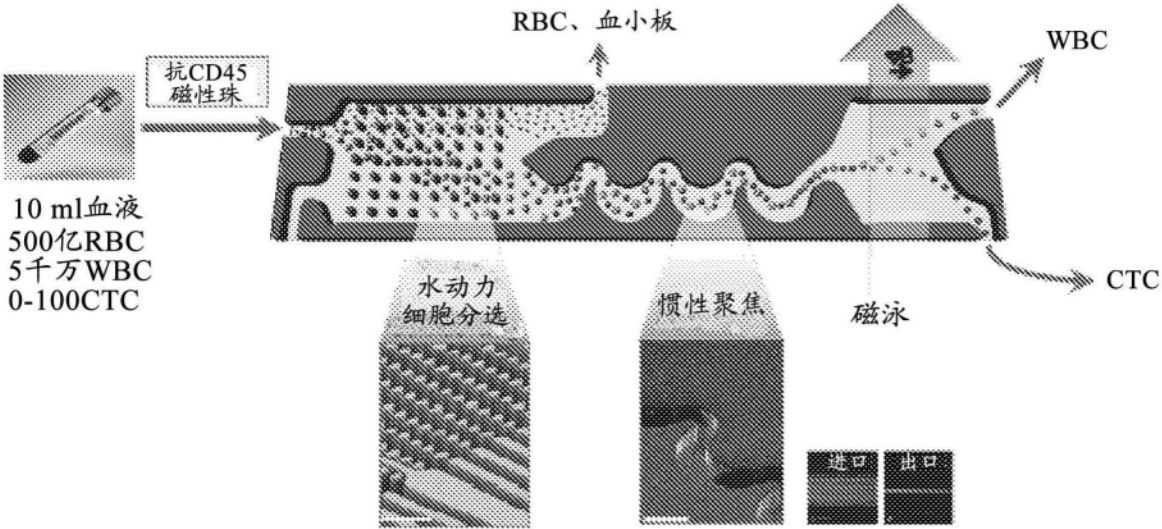 RBC、血小板
WBC
抗CD45
磁性珠
10 ml血液
500亿RBC
5千万WBC
0-100CTC
水动力
细胞分选
惯性聚焦
磁泳
CTC
进口
出口